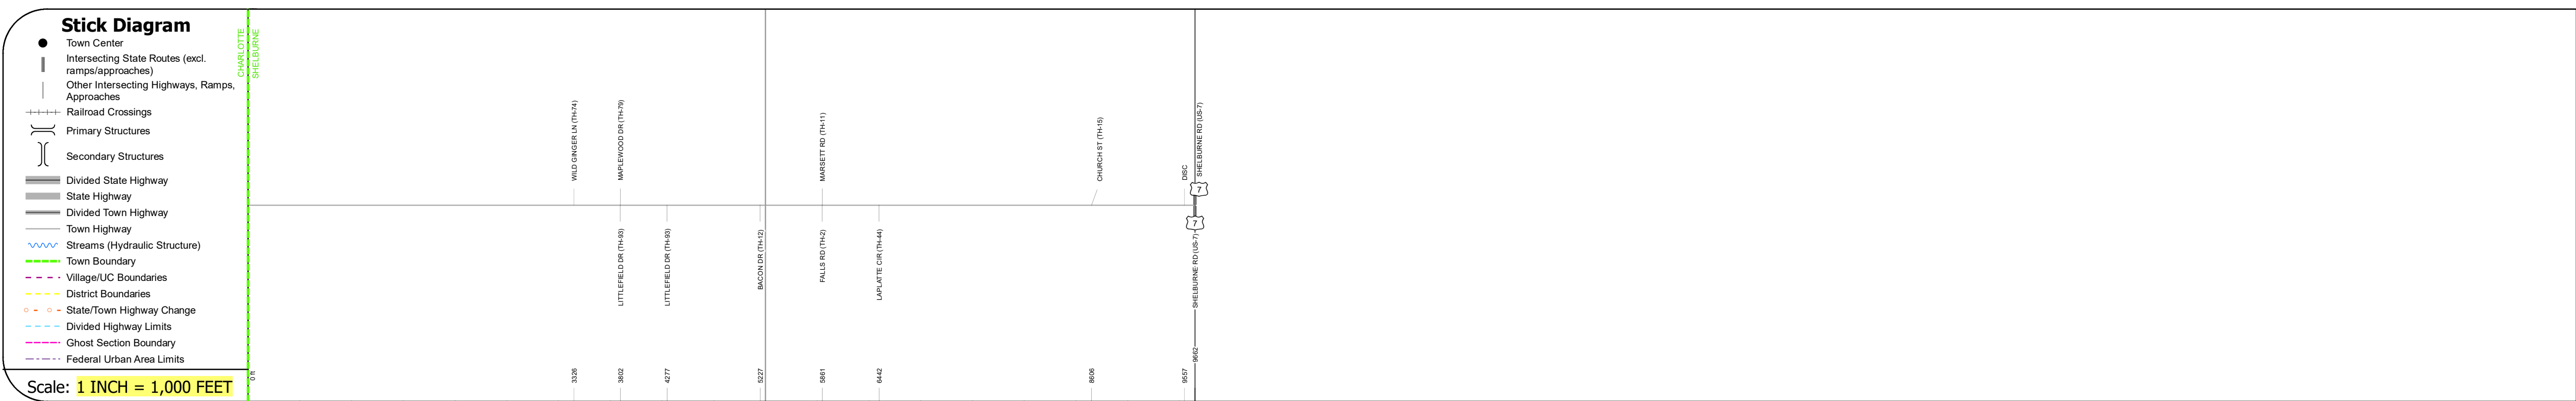 Stick Diagram
Town Center
Intersecting State Routes (excl.
ramps/approaches)
Other Intersecting Highways, Ramps,
Approaches
Railroad Crossings
Primary Structures
Secondary Structures
Divided State Highway
State Highway
Divided Town Highway
Town Highway
Streams (Hydraulic Structure)
Town Boundary
Village/UC Boundaries
District Boundaries
State/Town Highway Change
Divided Highway Limits
Ghost Section Boundary
Federal Urban Area Limits
Scale: 1 INCH = 1,000 FEET
CHARLOTTE
SHELBURNE
WILD GINGER LN (TH-74)
MAPLEWOOD DR (TH-79)
MARSETT RD (TH-11)
CHURCH ST (TH-15)
DISC
SHELBURNE RD (US-7)
7
7
LITTLEFIELD DR (TH-93)
LITTLEFIELD DR (TH-93)
BACON DR (TH-12)
FALLS RD (TH-2)
LAPLATTE CIR (TH-44)
SHELBURNE RD (US-7)
0 ft
3326
3802
4277
5227
5861
6442
8606
9557
9662